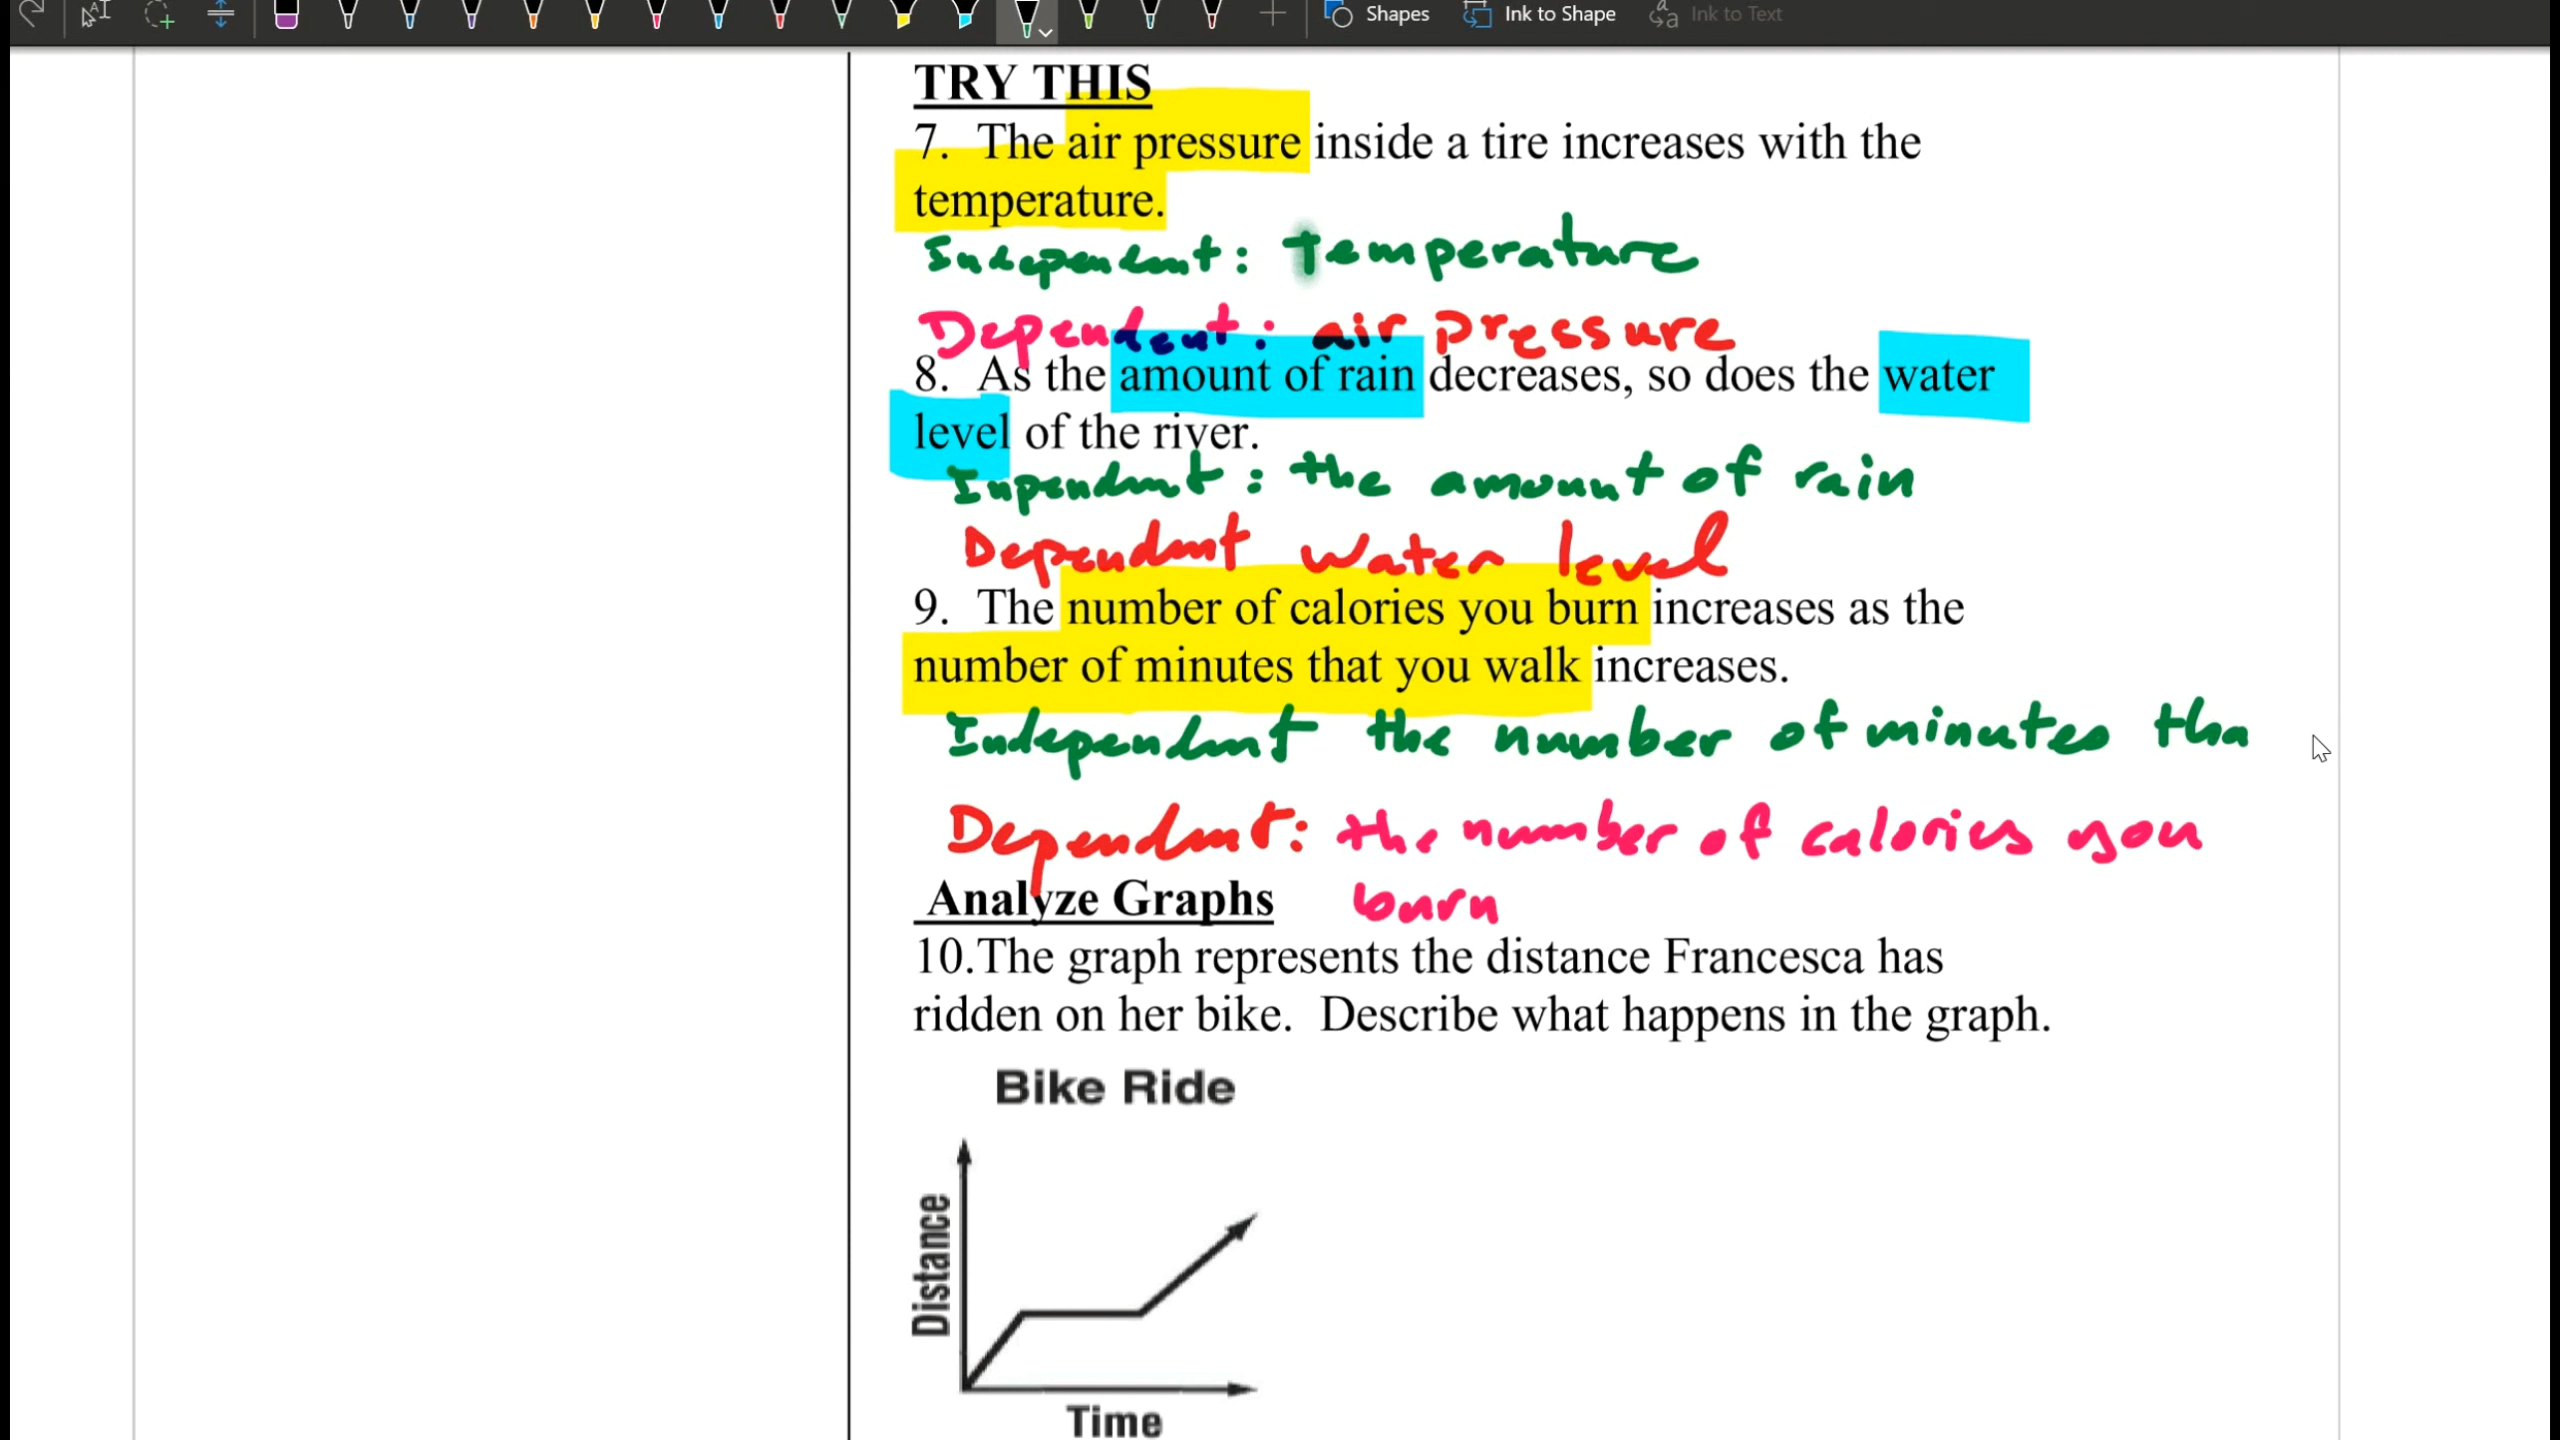 Shapes Ink to Shape Ink to Text
TRY THIS
7. The air pressure inside a tire increases with the
temperature.
Independent: Temperature
Dependent: air pressure
8. As the amount of rain decreases, so does the water
level of the river.
Inpendent: the amount of rain
Dependent water level
9. The number of calories you burn increases as the
number of minutes that you walk increases.
Independent the number of minutes tha
Dependent: the number of calories you
burn
Analyze Graphs
10.The graph represents the distance Francesca has
ridden on her bike. Describe what happens in the graph.
Bike Ride
Distance
Time